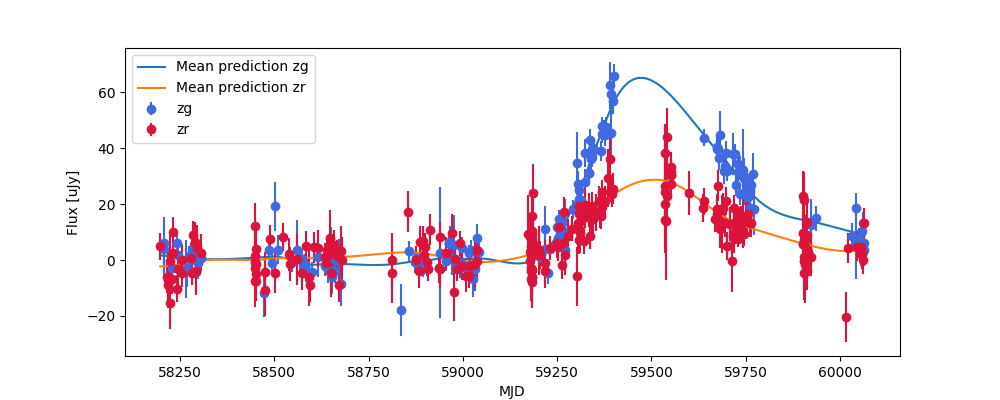 Mean prediction zg
Mean prediction zr
zg
zr
Flux [uJy]
60
40
20
0
−20
58250 58500 58750 59000 59250 59500 59750 60000
MJD